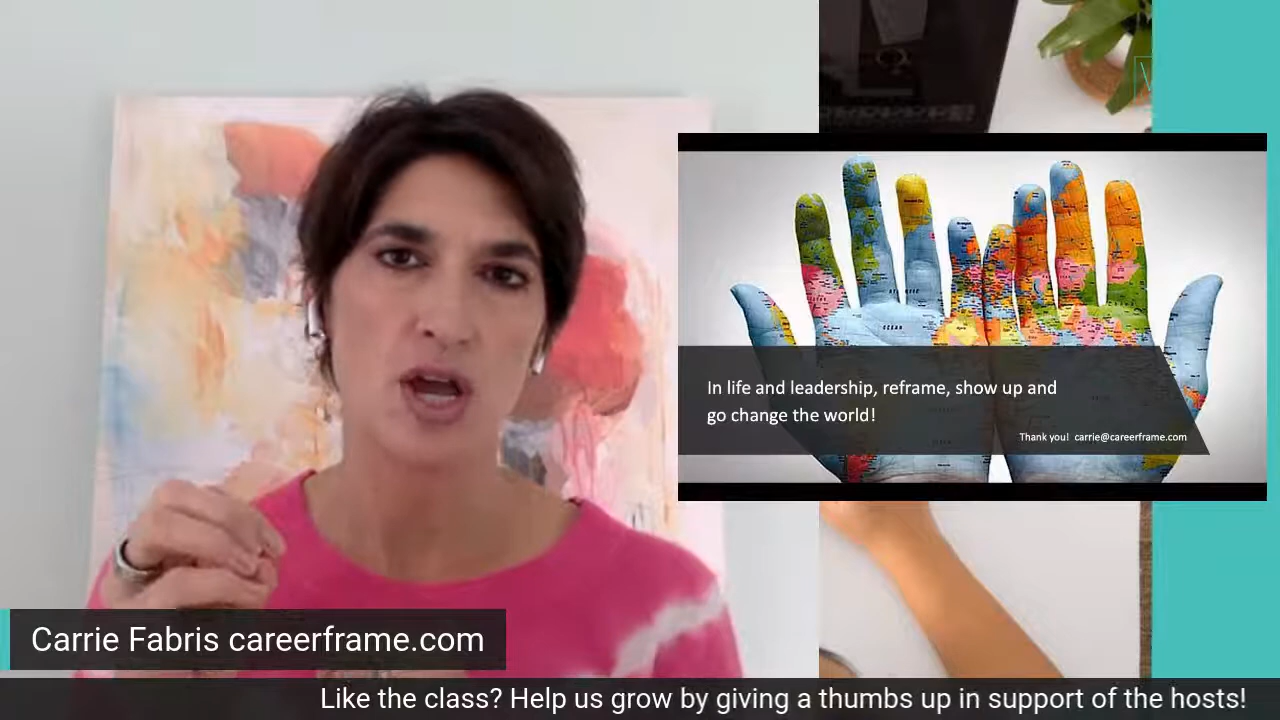 In life and leadership, reframe, show up and
go change the world!
Thank you! carrie@careerframe.com
Carrie Fabris careerframe.com
Like the class? Help us grow by giving a thumbs up in support of the hosts!